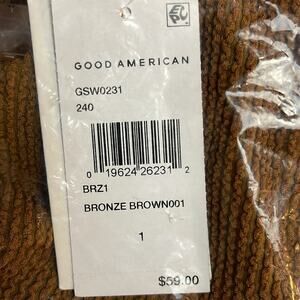 GOOD AMERICAN
GSW0231
240
0 19624 26231 2
BRZ1
BRONZE BROWN001
1
$59.00